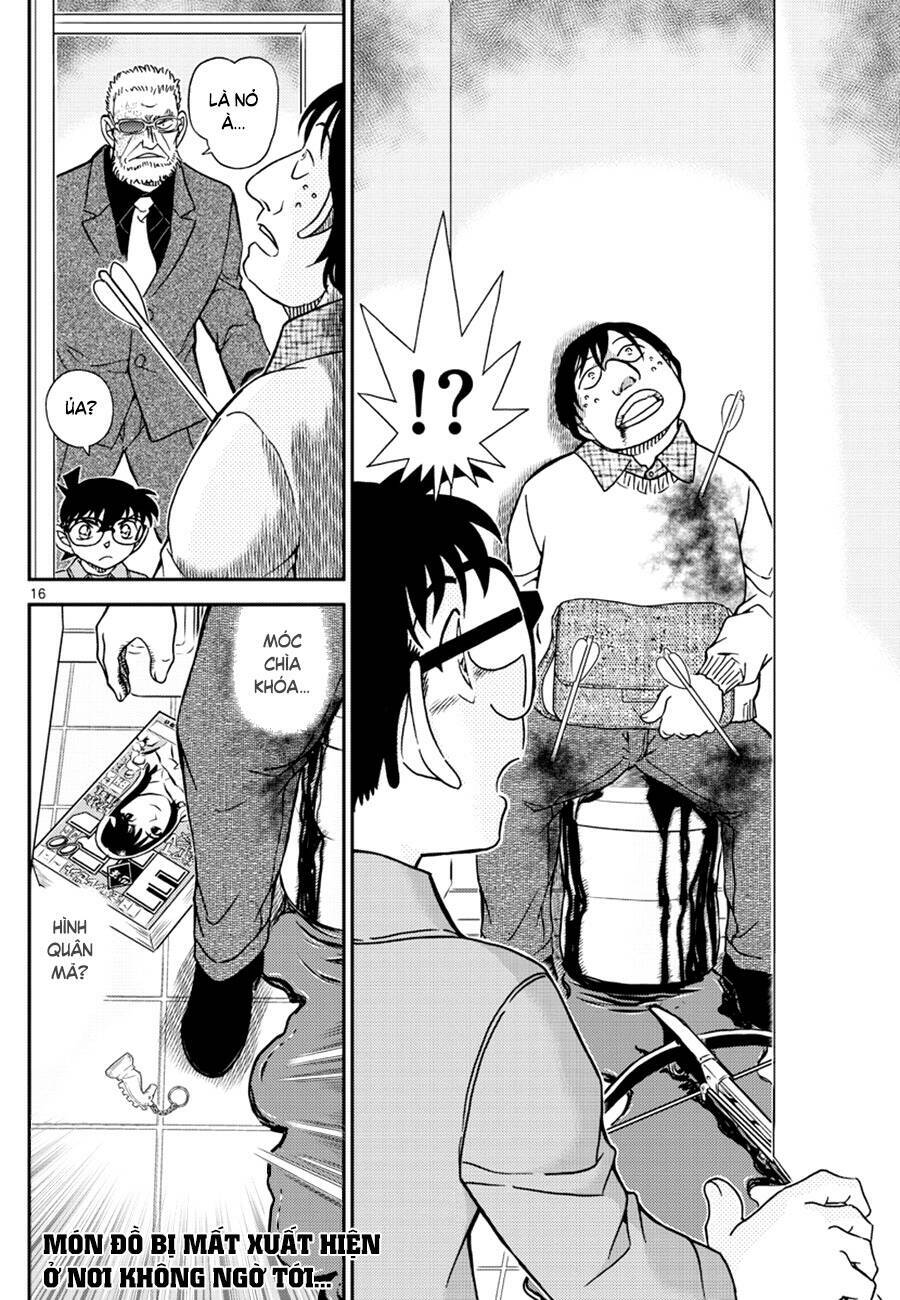 !?
LÀ NÓ
À...
ỦA?
16
MÓC
CHÌA
KHÓA...
E
HÌNH
QUÂN
MÃ?
MÓN ĐỒ BỊ MẤT XUẤT HIỆN
Ở NƠI KHÔNG NGỜ TỚI...